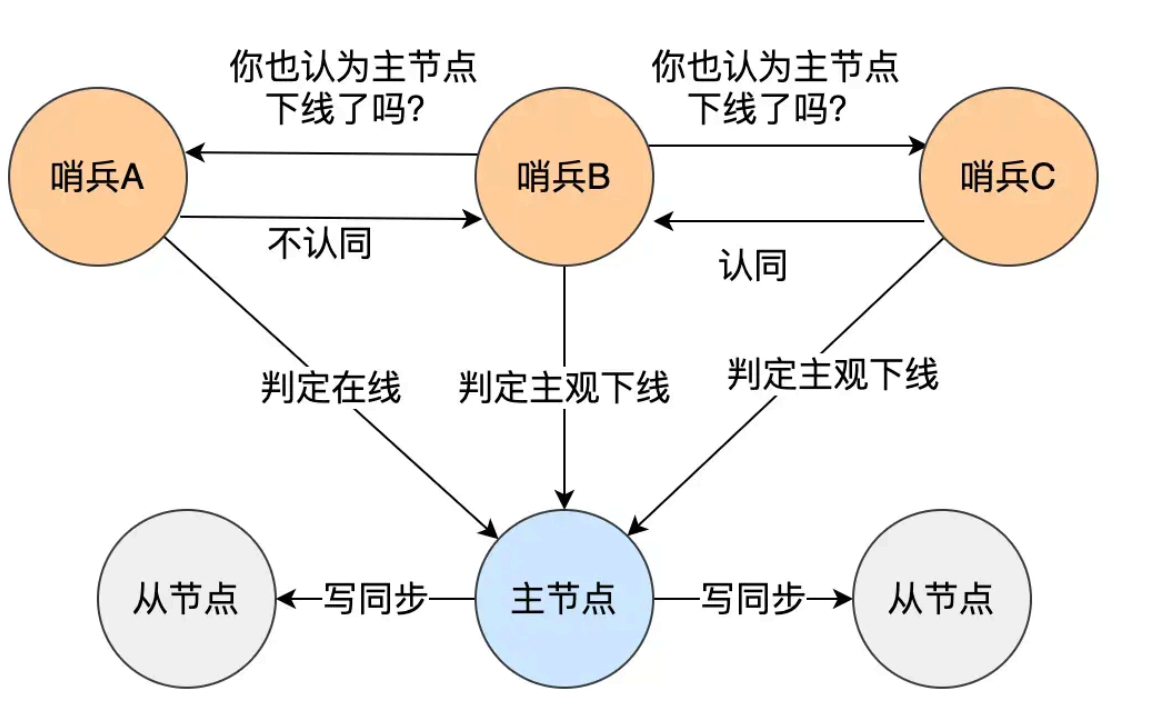 你也认为主节点
下线了吗？
你也认为主节点
下线了吗？
哨兵A
哨兵B
哨兵C
不认同
认同
判定在线
判定主观下线
判定主观下线
从节点
写同步
主节点
写同步
从节点